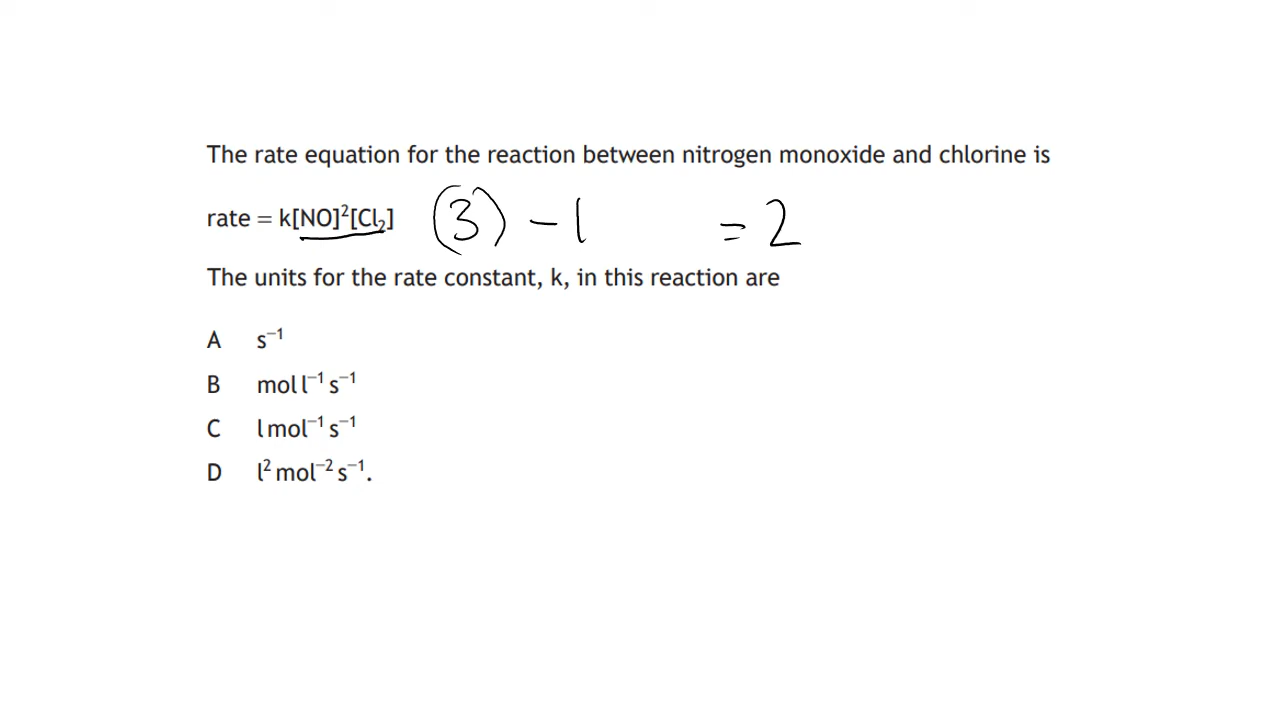 The rate equation for the reaction between nitrogen monoxide and chlorine is
rate = k[NO]²[Cl₂] (3) – 1 = 2
The units for the rate constant, k, in this reaction are
A s⁻¹
B mol l⁻¹ s⁻¹
C l mol⁻¹ s⁻¹
D l² mol⁻² s⁻¹.